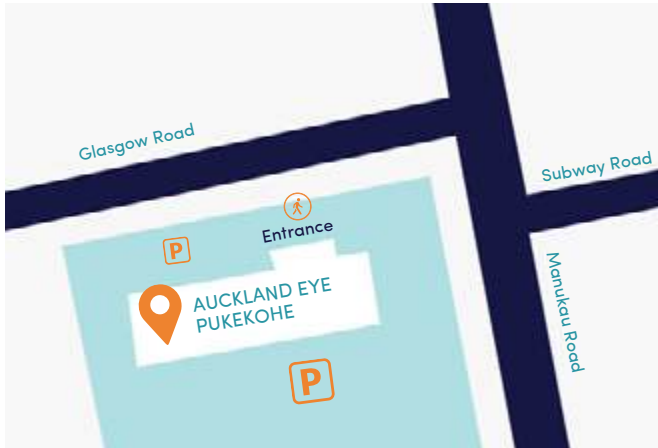 Glasgow Road
Subway Road
Entrance
P
AUCKLAND EYE
PUKEKOHE
Manukau Road
P